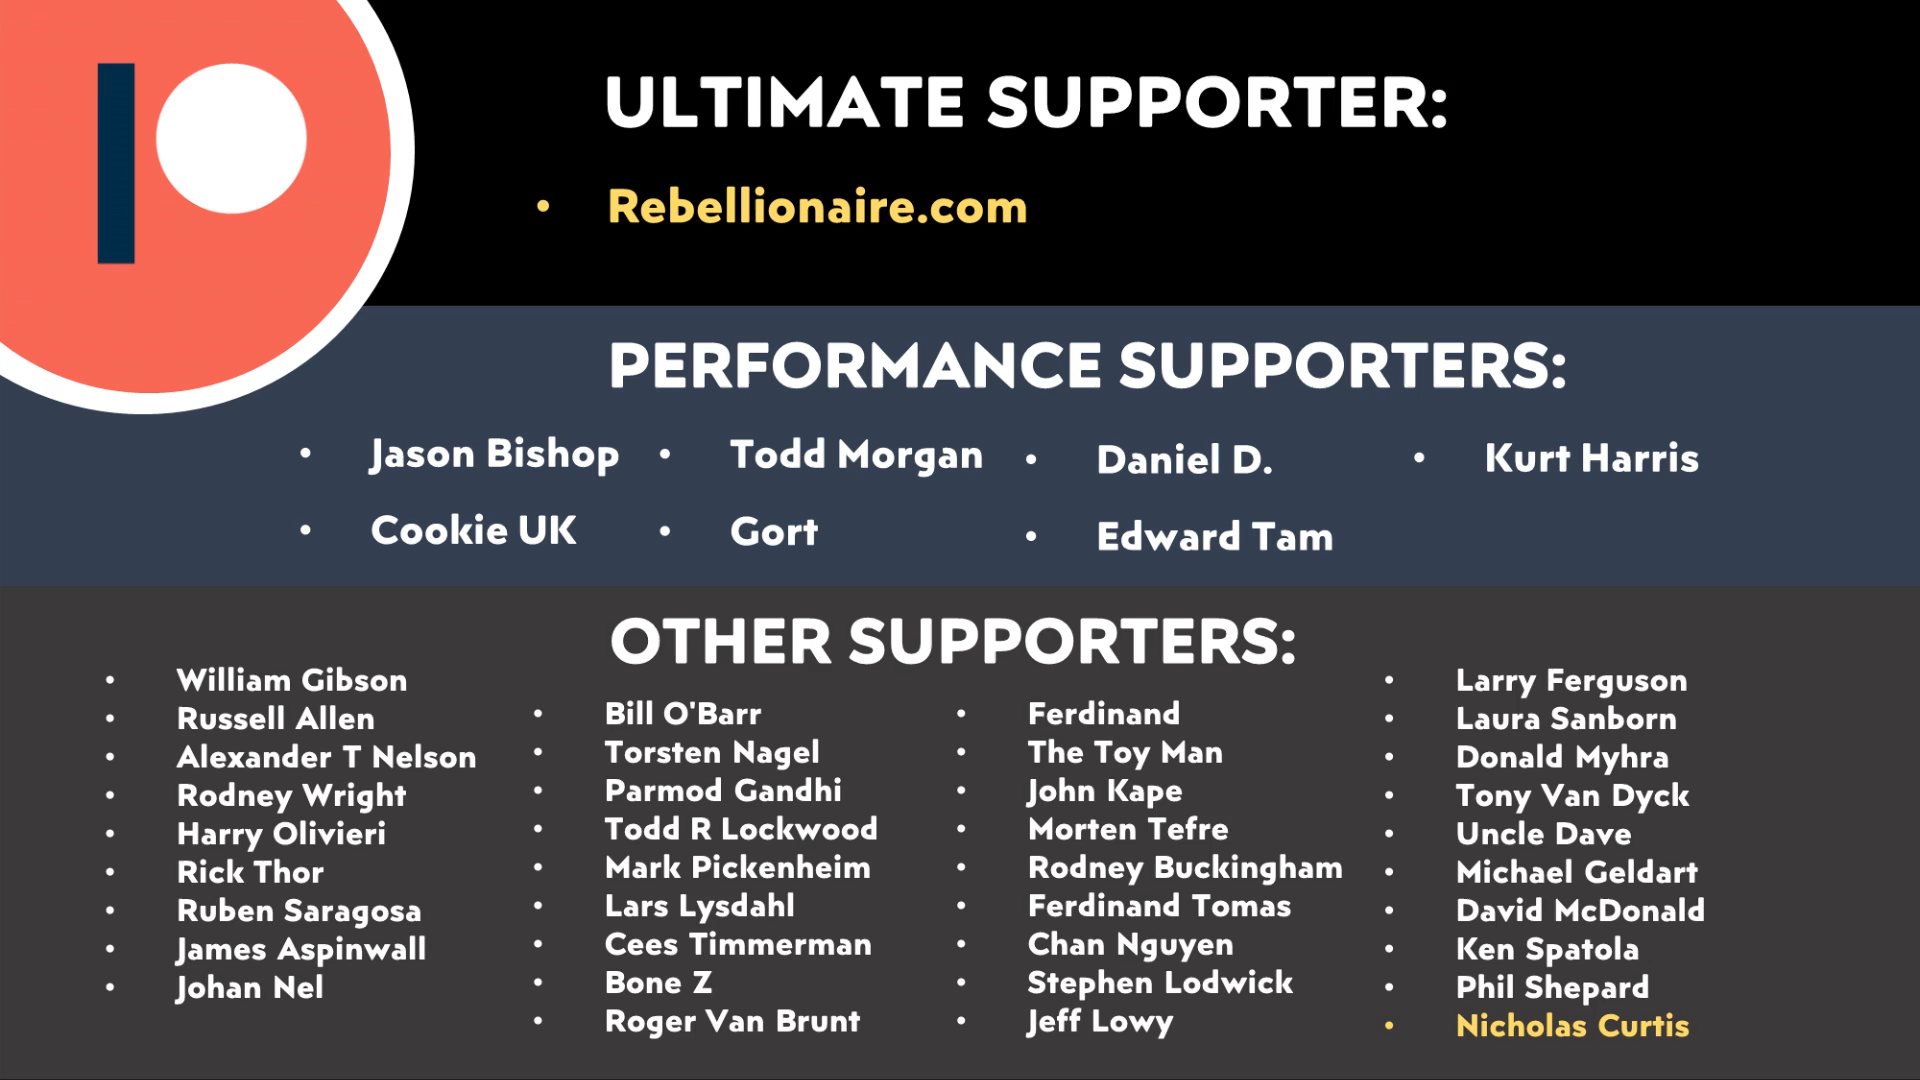 ULTIMATE SUPPORTER:
• Rebellionaire.com
PERFORMANCE SUPPORTERS:
• Jason Bishop
• Cookie UK
• Todd Morgan
• Gort
• Daniel D.
• Edward Tam
• Kurt Harris
OTHER SUPPORTERS:
• William Gibson
• Russell Allen
• Alexander T Nelson
• Rodney Wright
• Harry Olivieri
• Rick Thor
• Ruben Saragosa
• James Aspinwall
• Johan Nel
• Bill O'Barr
• Torsten Nagel
• Parmod Gandhi
• Todd R Lockwood
• Mark Pickenheim
• Lars Lysdahl
• Cees Timmerman
• Bone Z
• Roger Van Brunt
• Ferdinand
• The Toy Man
• John Kape
• Morten Tefre
• Rodney Buckingham
• Ferdinand Tomas
• Chan Nguyen
• Stephen Lodwick
• Jeff Lowy
• Larry Ferguson
• Laura Sanborn
• Donald Myhra
• Tony Van Dyck
• Uncle Dave
• Michael Geldart
• David McDonald
• Ken Spatola
• Phil Shepard
• Nicholas Curtis